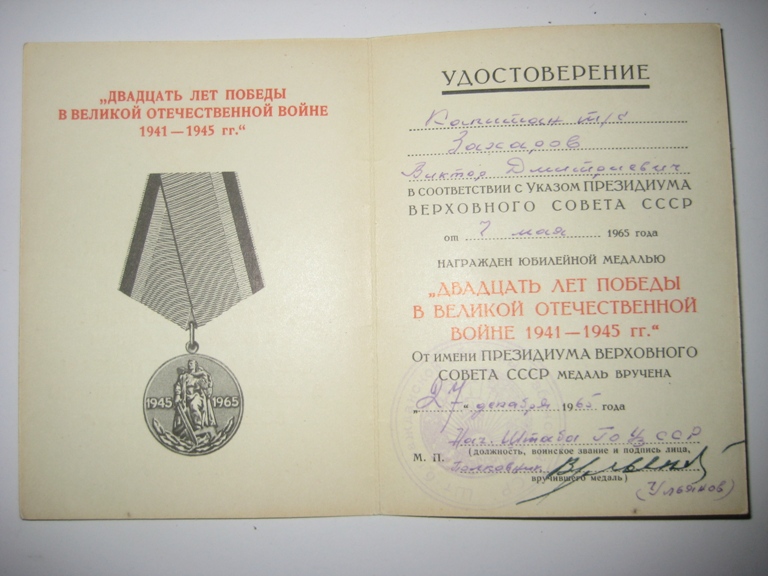 „ДВАДЦАТЬ ЛЕТ ПОБЕДЫ
В ВЕЛИКОЙ ОТЕЧЕСТВЕННОЙ ВОЙНЕ
1941 — 1945 гг.“
1945 1965
УДОСТОВЕРЕНИЕ
Капитан т/с
Захаров
Виктор Дмитриевич
В СООТВЕТСТВИИ С УКАЗОМ ПРЕЗИДИУМА
ВЕРХОВНОГО СОВЕТА СССР
от 7 мая 1965 года
НАГРАЖДЕН ЮБИЛЕЙНОЙ МЕДАЛЬЮ
„ДВАДЦАТЬ ЛЕТ ПОБЕДЫ
В ВЕЛИКОЙ ОТЕЧЕСТВЕННОЙ
ВОЙНЕ 1941 — 1945 гг.“
От имени ПРЕЗИДИУМА ВЕРХОВНОГО
СОВЕТА СССР МЕДАЛЬ ВРУЧЕНА
„27“ декабря 1965 года
Нач. Штаба ГО УзССР
М. П. (должность, воинское звание и подпись лица,
Полковник
вручившего медаль)
(Ульянов)